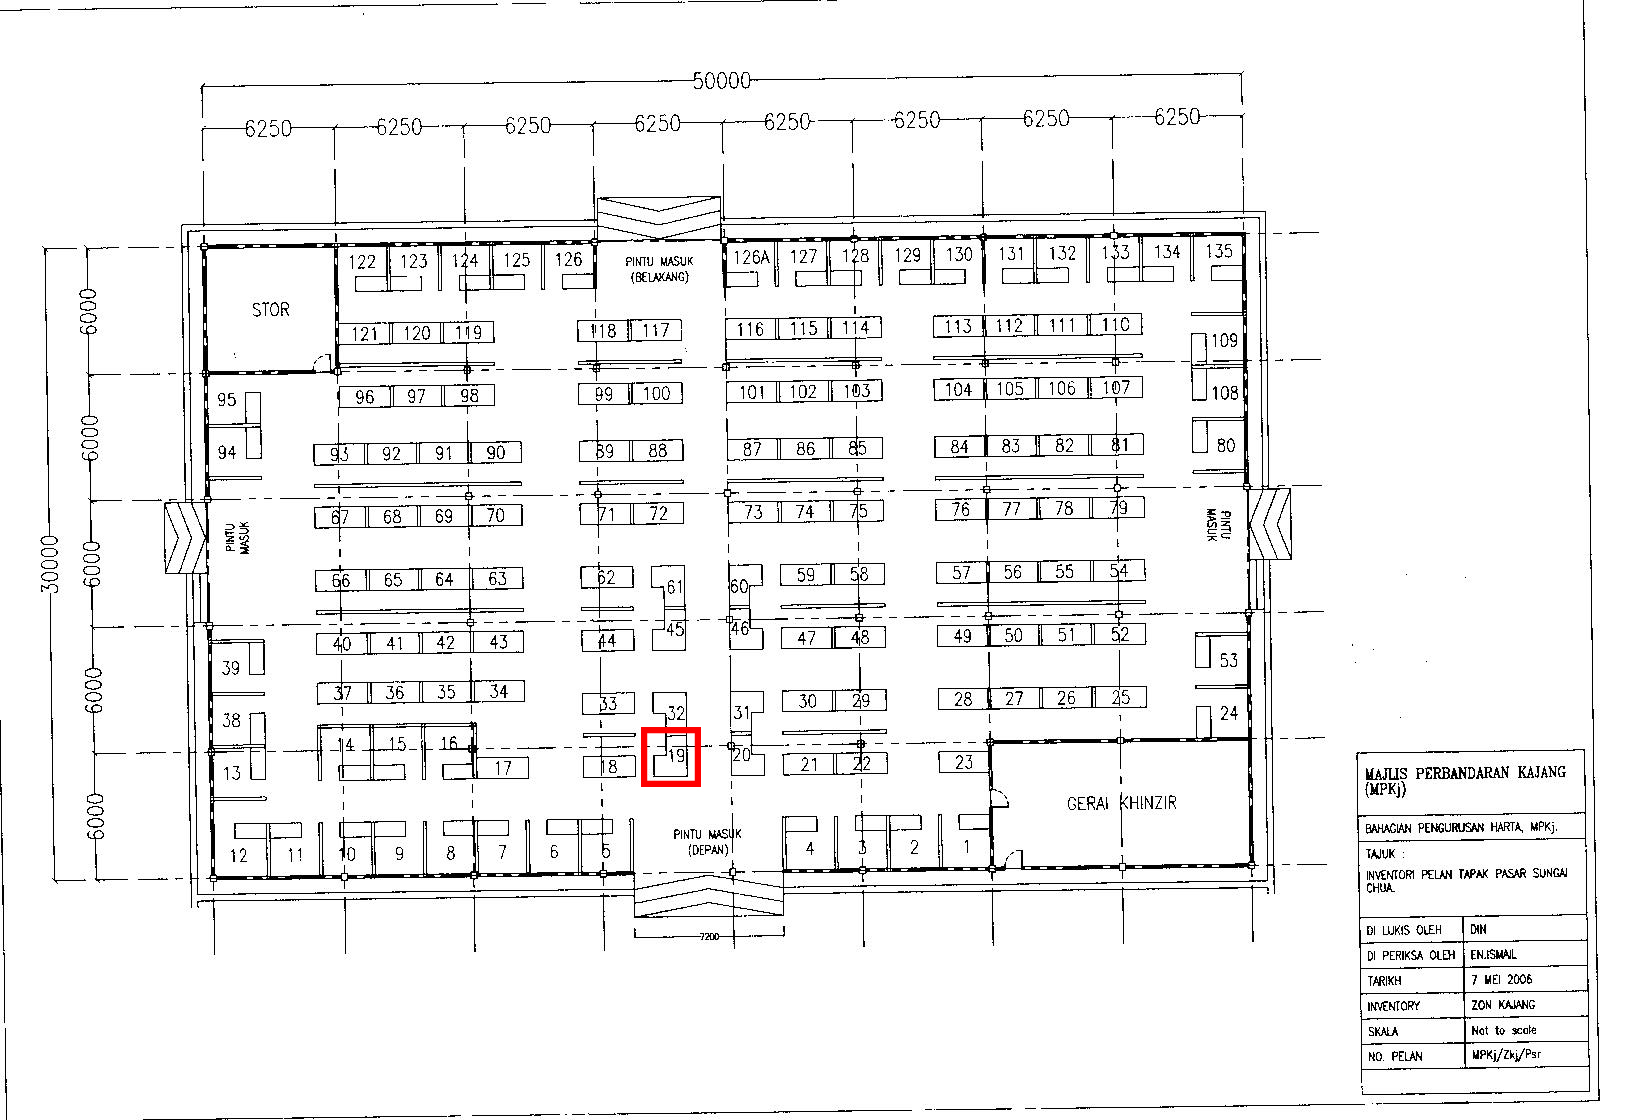 50000
6250 6250 6250 6250 6250 6250 6250 6250
122 123 124 125 126 PINTU MASUK 126A 127 128 129 130 131 132 133 134 135
(BELAKANG)
6000 STOR
121 120 119 118 117 116 115 114 113 112 111 110
109
95 96 97 98 99 100 101 102 103 104 105 106 107 108
6000
94 93 92 91 90 89 88 87 86 85 84 83 82 81 80
67 68 69 70 71 72 73 74 75 76 77 78 79
PINTU MASUK
PINTU MASUK
30000
6000
66 65 64 63 62 61 60 59 58 57 56 55 54
40 41 42 43 44 45 46 47 48 49 50 51 52
39 53
6000
37 36 35 34 33 32 31 30 29 28 27 26 25
38 24
14 15 16 19 20
13 17 18 21 22 23
6000
GERAI KHINZIR
PINTU MASUK
(DEPAN)
12 11 10 9 8 7 6 5 4 3 2 1
7200
MAJLIS PERBANDARAN KAJANG
(MPKj)
BAHAGIAN PENGURUSAN HARTA, MPKj.
TAJUK :
INVENTORI PELAN TAPAK PASAR SUNGAI
CHUA.
DI LUKIS OLEH DIN
DI PERIKSA OLEH EN.ISMAIL
TARIKH 7 MEI 2006
INVENTORY ZON KAJANG
SKALA Not to scale
NO. PELAN MPKj/Zkj/Psr